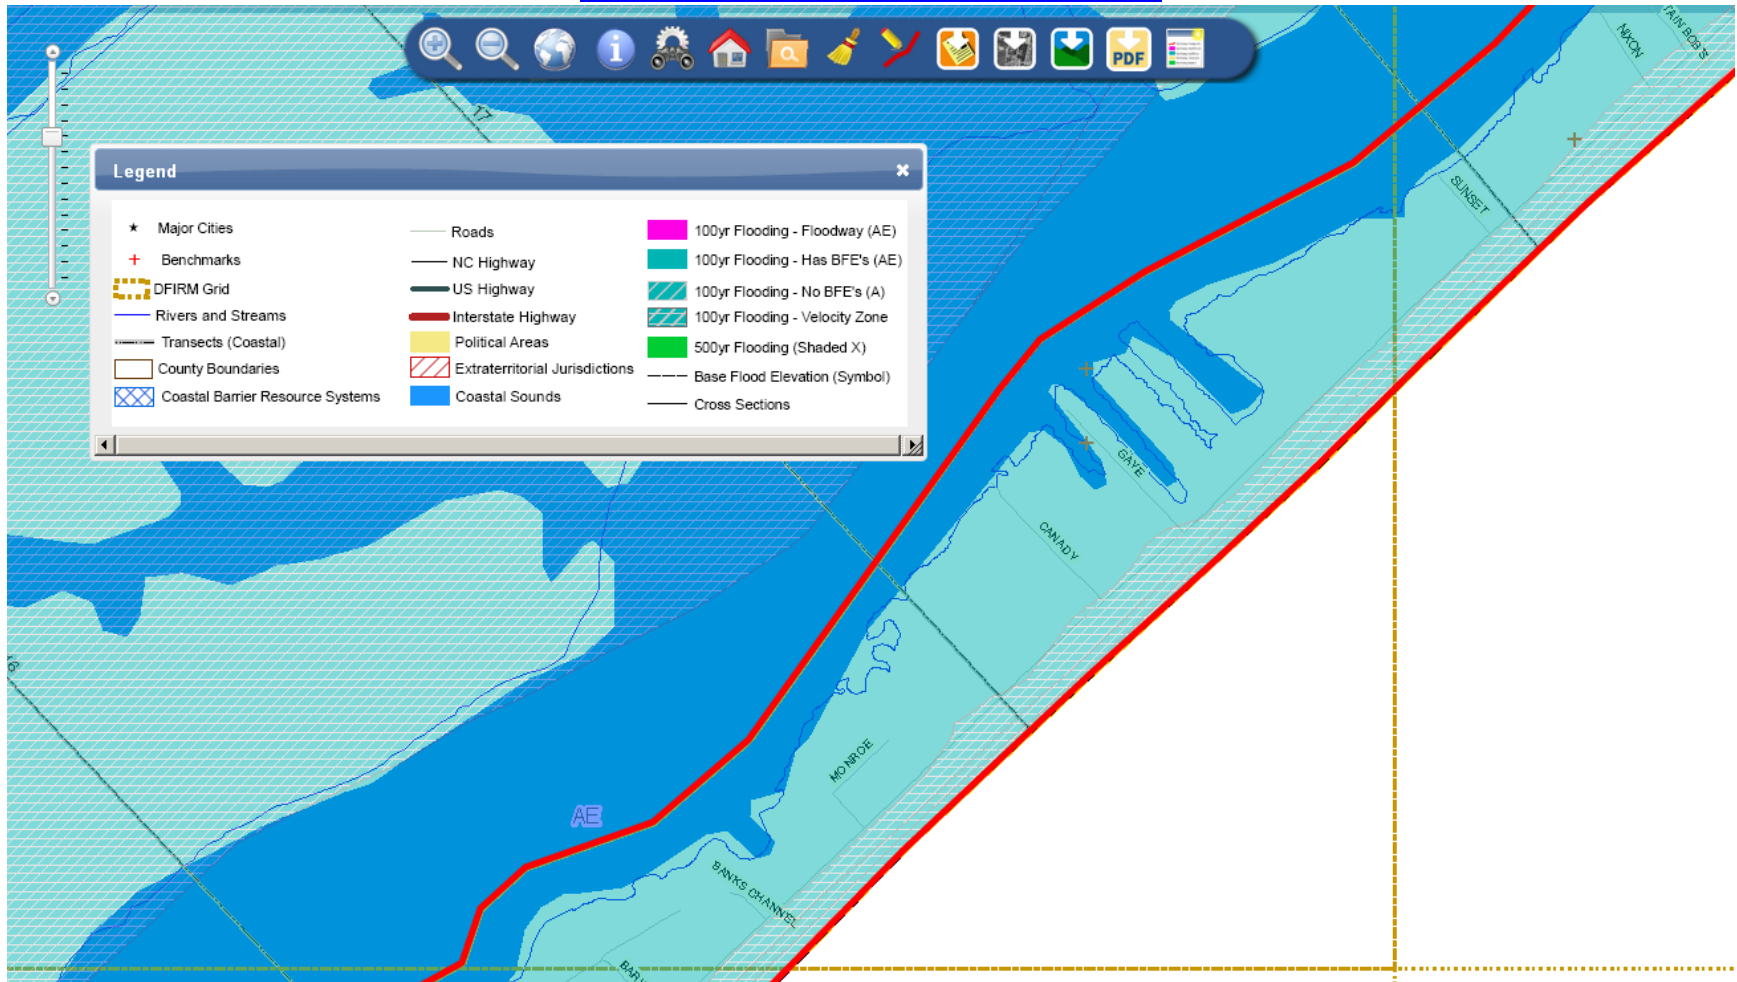 PDF
17
TAIN BOB'S
NIXON
SUNSET
Legend
Major Cities
Benchmarks
DFIRM Grid
Rivers and Streams
Transects (Coastal)
County Boundaries
Coastal Barrier Resource Systems
Roads
NC Highway
US Highway
Interstate Highway
Political Areas
Extraterritorial Jurisdictions
Coastal Sounds
100yr Flooding - Floodway (AE)
100yr Flooding - Has BFE's (AE)
100yr Flooding - No BFE's (A)
100yr Flooding - Velocity Zone
500yr Flooding (Shaded X)
Base Flood Elevation (Symbol)
Cross Sections
GAYE
CANADY
16
MONROE
AE
BANKS CHANNEL